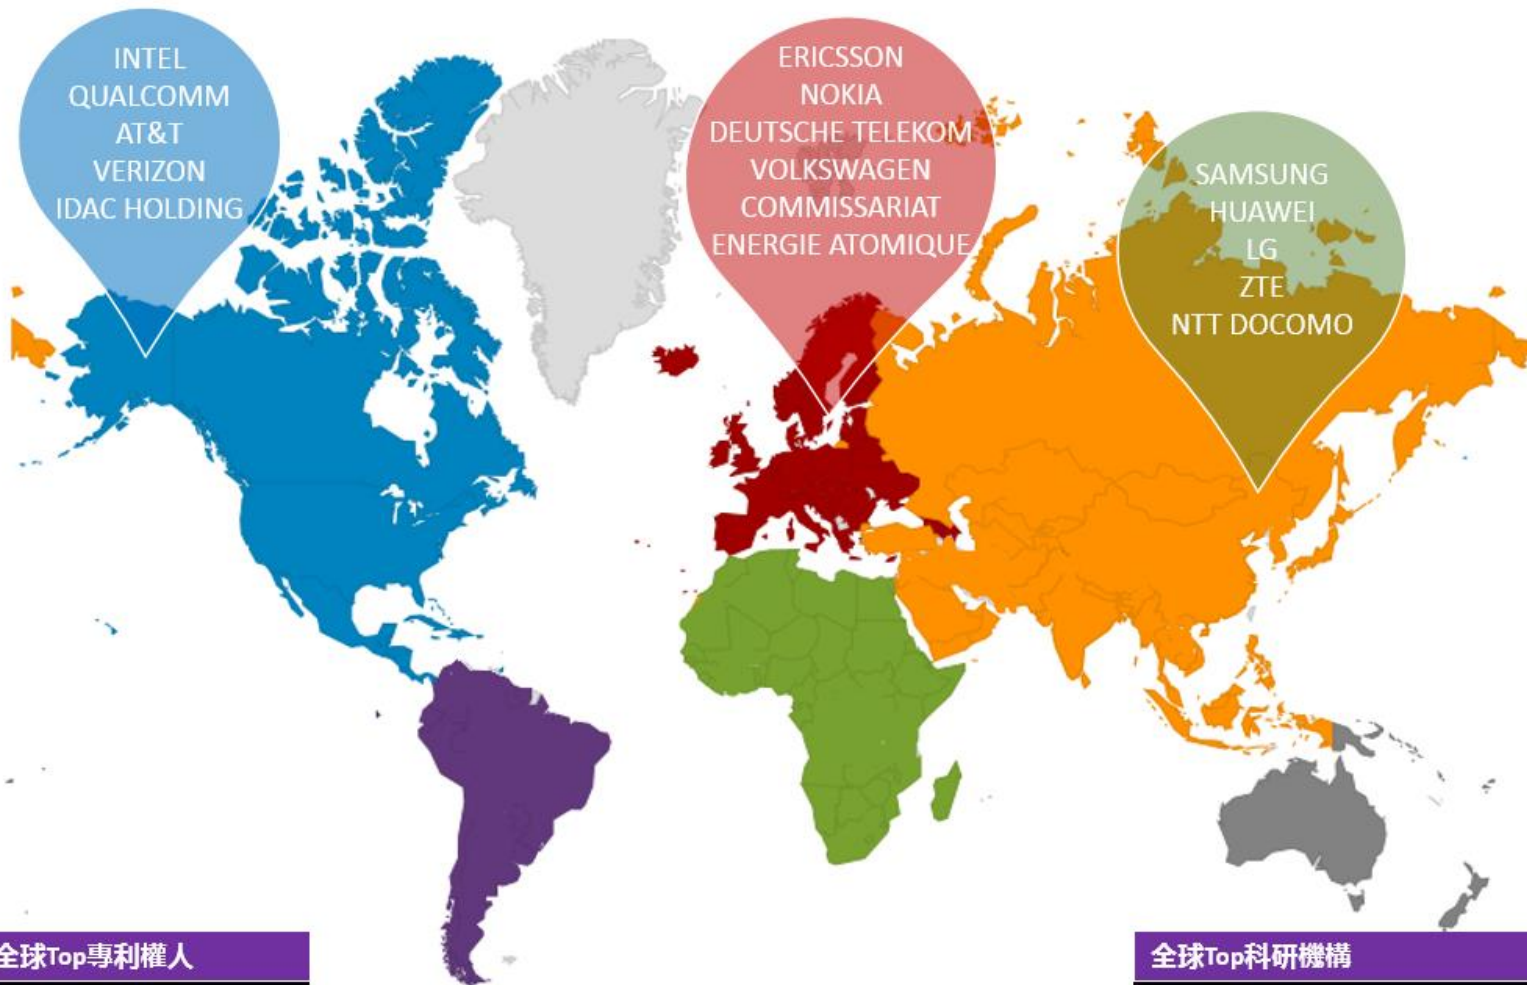 INTEL
QUALCOMM
AT&T
VERIZON
IDAC HOLDING
ERICSSON
NOKIA
DEUTSCHE TELEKOM
VOLKSWAGEN
COMMISSARIAT
ENERGIE ATOMIQUE
SAMSUNG
HUAWEI
LG
ZTE
NTT DOCOMO
全球Top專利權人
全球Top科研機構